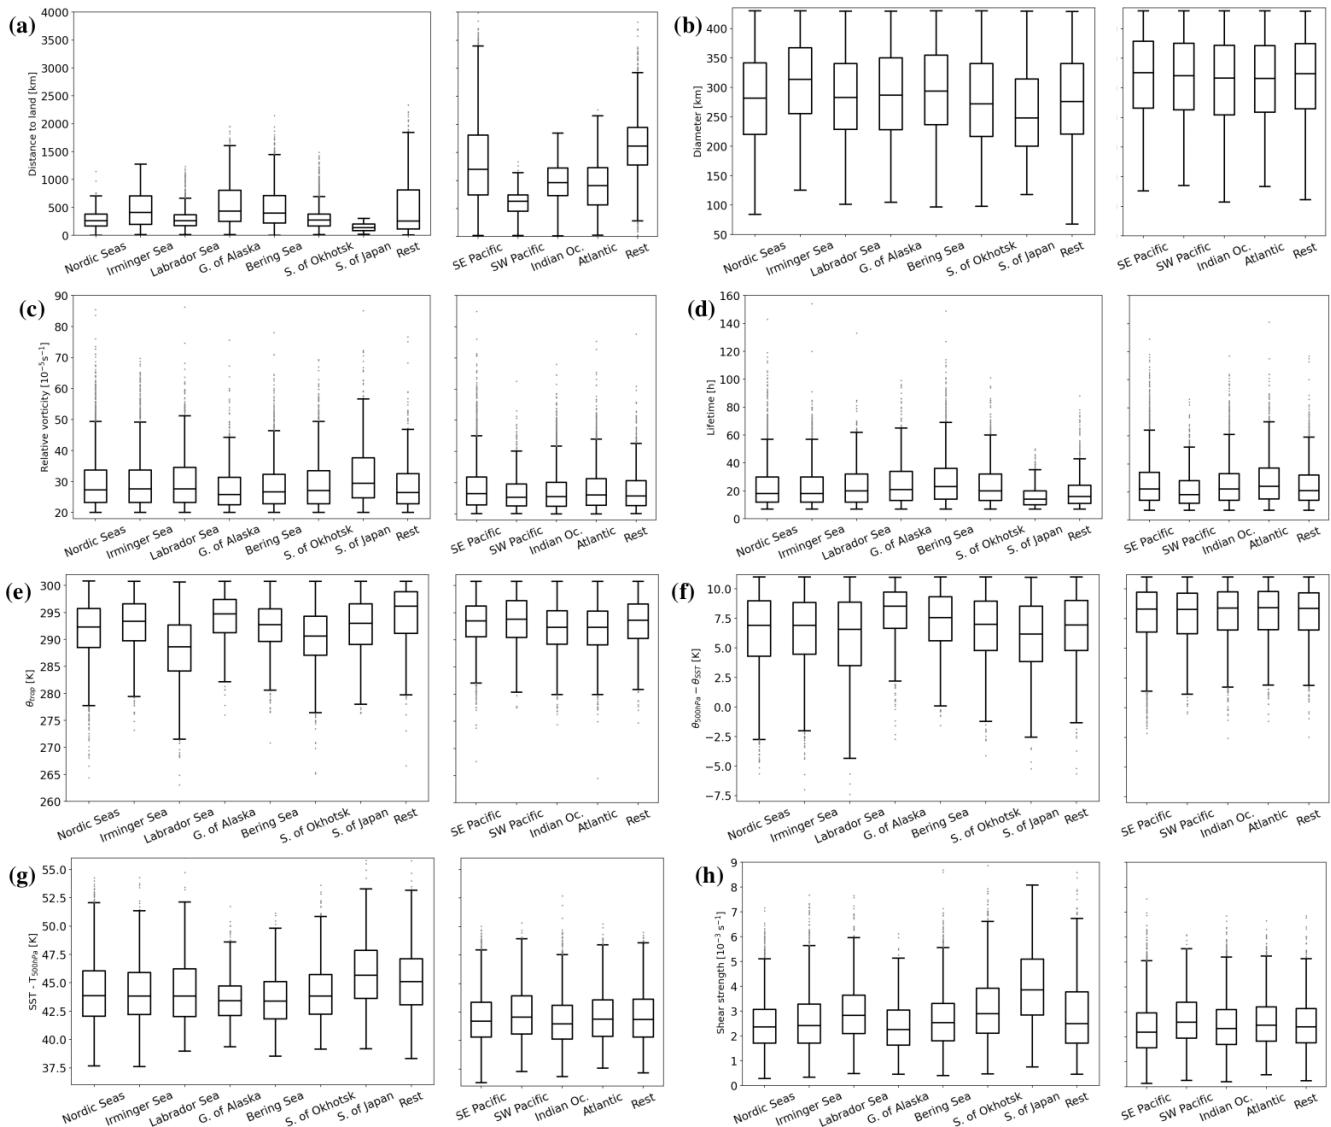 (a)
Distance to land [km]
4000
3500
3000
2500
2000
1500
1000
500
0
Nordic Seas
Irminger Sea
Labrador Sea
G. of Alaska
Bering Sea
S. of Okhotsk
S. of Japan
Rest
SE Pacific
SW Pacific
Indian Oc.
Atlantic
Rest
(b)
Diameter [km]
400
350
300
250
200
150
100
50
Nordic Seas
Irminger Sea
Labrador Sea
G. of Alaska
Bering Sea
S. of Okhotsk
S. of Japan
Rest
SE Pacific
SW Pacific
Indian Oc.
Atlantic
Rest
(c)
Relative vorticity [10⁻⁵s⁻¹]
90
80
70
60
50
40
30
20
Nordic Seas
Irminger Sea
Labrador Sea
G. of Alaska
Bering Sea
S. of Okhotsk
S. of Japan
Rest
SE Pacific
SW Pacific
Indian Oc.
Atlantic
Rest
(d)
Lifetime [h]
160
140
120
100
80
60
40
20
0
Nordic Seas
Irminger Sea
Labrador Sea
G. of Alaska
Bering Sea
S. of Okhotsk
S. of Japan
Rest
SE Pacific
SW Pacific
Indian Oc.
Atlantic
Rest
(e)
θtrop [K]
300
295
290
285
280
275
270
265
260
Nordic Seas
Irminger Sea
Labrador Sea
G. of Alaska
Bering Sea
S. of Okhotsk
S. of Japan
Rest
SE Pacific
SW Pacific
Indian Oc.
Atlantic
Rest
(f)
θ500hPa − θSST [K]
10.0
7.5
5.0
2.5
0.0
−2.5
−5.0
−7.5
Nordic Seas
Irminger Sea
Labrador Sea
G. of Alaska
Bering Sea
S. of Okhotsk
S. of Japan
Rest
SE Pacific
SW Pacific
Indian Oc.
Atlantic
Rest
(g)
SST - T500hPa [K]
55.0
52.5
50.0
47.5
45.0
42.5
40.0
37.5
Nordic Seas
Irminger Sea
Labrador Sea
G. of Alaska
Bering Sea
S. of Okhotsk
S. of Japan
Rest
SE Pacific
SW Pacific
Indian Oc.
Atlantic
Rest
(h)
Shear strength [10⁻³ s⁻¹]
9
8
7
6
5
4
3
2
1
0
Nordic Seas
Irminger Sea
Labrador Sea
G. of Alaska
Bering Sea
S. of Okhotsk
S. of Japan
Rest
SE Pacific
SW Pacific
Indian Oc.
Atlantic
Rest